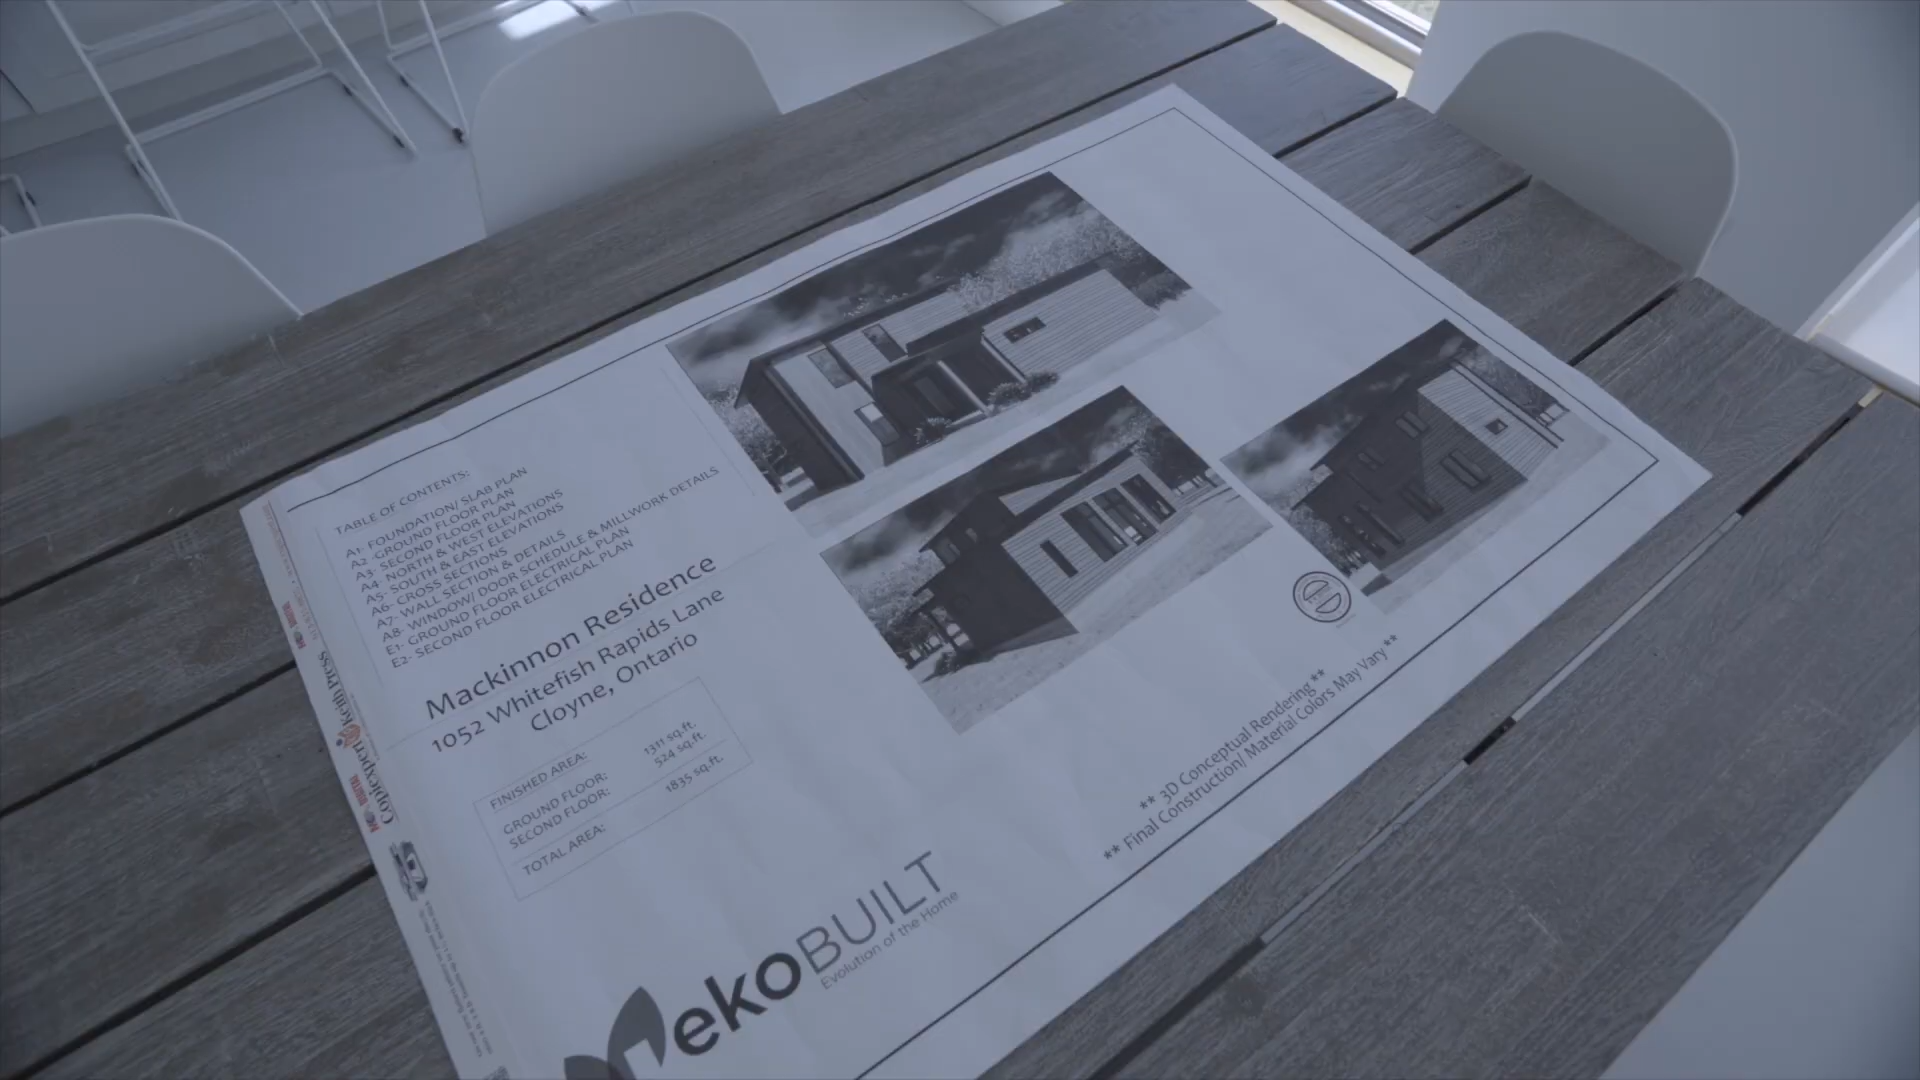 TABLE OF CONTENTS:
A1- FOUNDATION/ SLAB PLAN
A2- GROUND FLOOR PLAN
A3- SECOND FLOOR PLAN
A4- NORTH & WEST ELEVATIONS
A5- SOUTH & EAST ELEVATIONS
A6- CROSS SECTIONS
A7- WALL SECTION & DETAILS
A8- WINDOW/ DOOR SCHEDULE & MILLWORK DETAILS
E1- GROUND FLOOR ELECTRICAL PLAN
E2- SECOND FLOOR ELECTRICAL PLAN
Mackinnon Residence
1052 Whitefish Rapids Lane
Cloyne, Ontario
FINISHED AREA:
GROUND FLOOR: 1311 sq.ft.
SECOND FLOOR: 524 sq.ft.
TOTAL AREA: 1835 sq.ft.
** 3D Conceptual Rendering **
** Final Construction/ Material Colors May Vary **
ekoBUILT
Evolution of the Home
Copiexpert
Keith Press